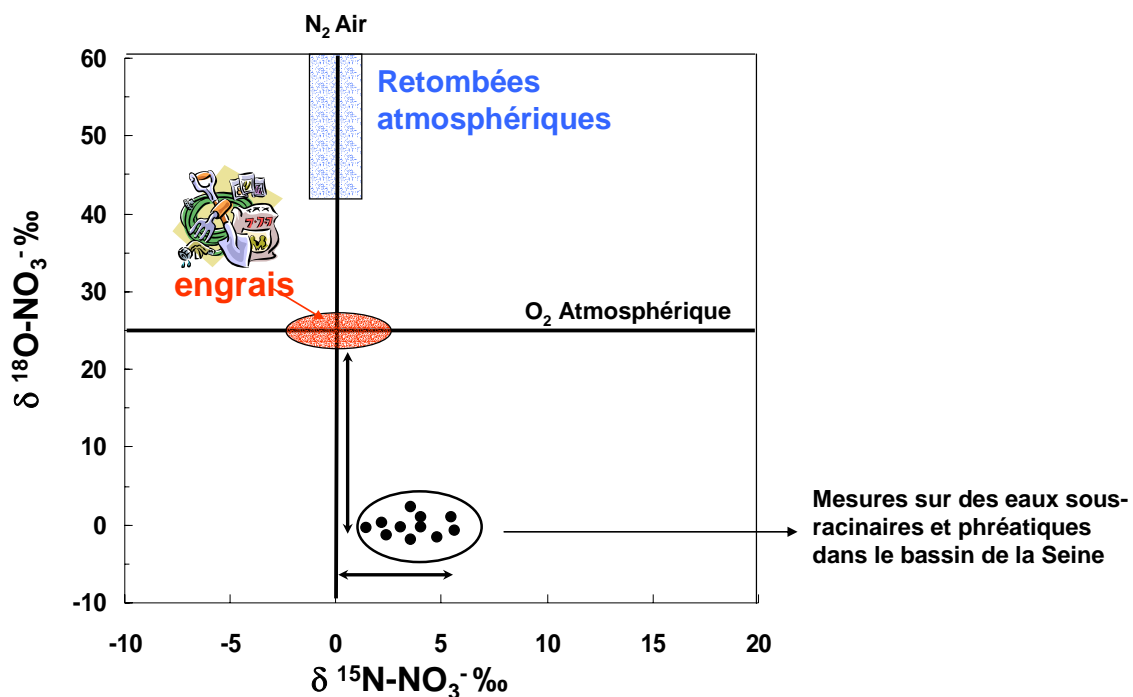 N₂ Air
60
50
40
30
20
10
0
-10
Retombées
atmosphériques
7-77
engrais
O₂ Atmosphérique
δ ¹⁸O-NO₃⁻‰
Mesures sur des eaux sous-
racinaires et phréatiques
dans le bassin de la Seine
-10
-5
0
5
10
15
20
δ ¹⁵N-NO₃⁻‰